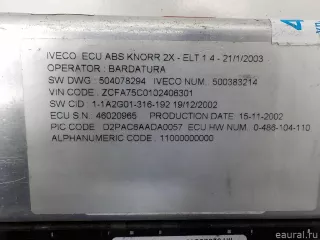 IVECO ECU ABS KNORR 2X - ELT 1.4 - 21/1/2003
OPERATOR : BARDATURA
SW DWG : 504078294 IVECO NUM. 500383214
VIN CODE : ZCFA75C0102406301
SW CID : 1-1A2G01-316-192 19/12/2002
ECU S.N. 46020965 PRODUCTION DATE 15-11-2002
PIC CODE : O2PAC6AADA0057 ECU HW NUM. 0-488-104-110
ALPHANUMERIC CODE : 11000000000
eaural.ru